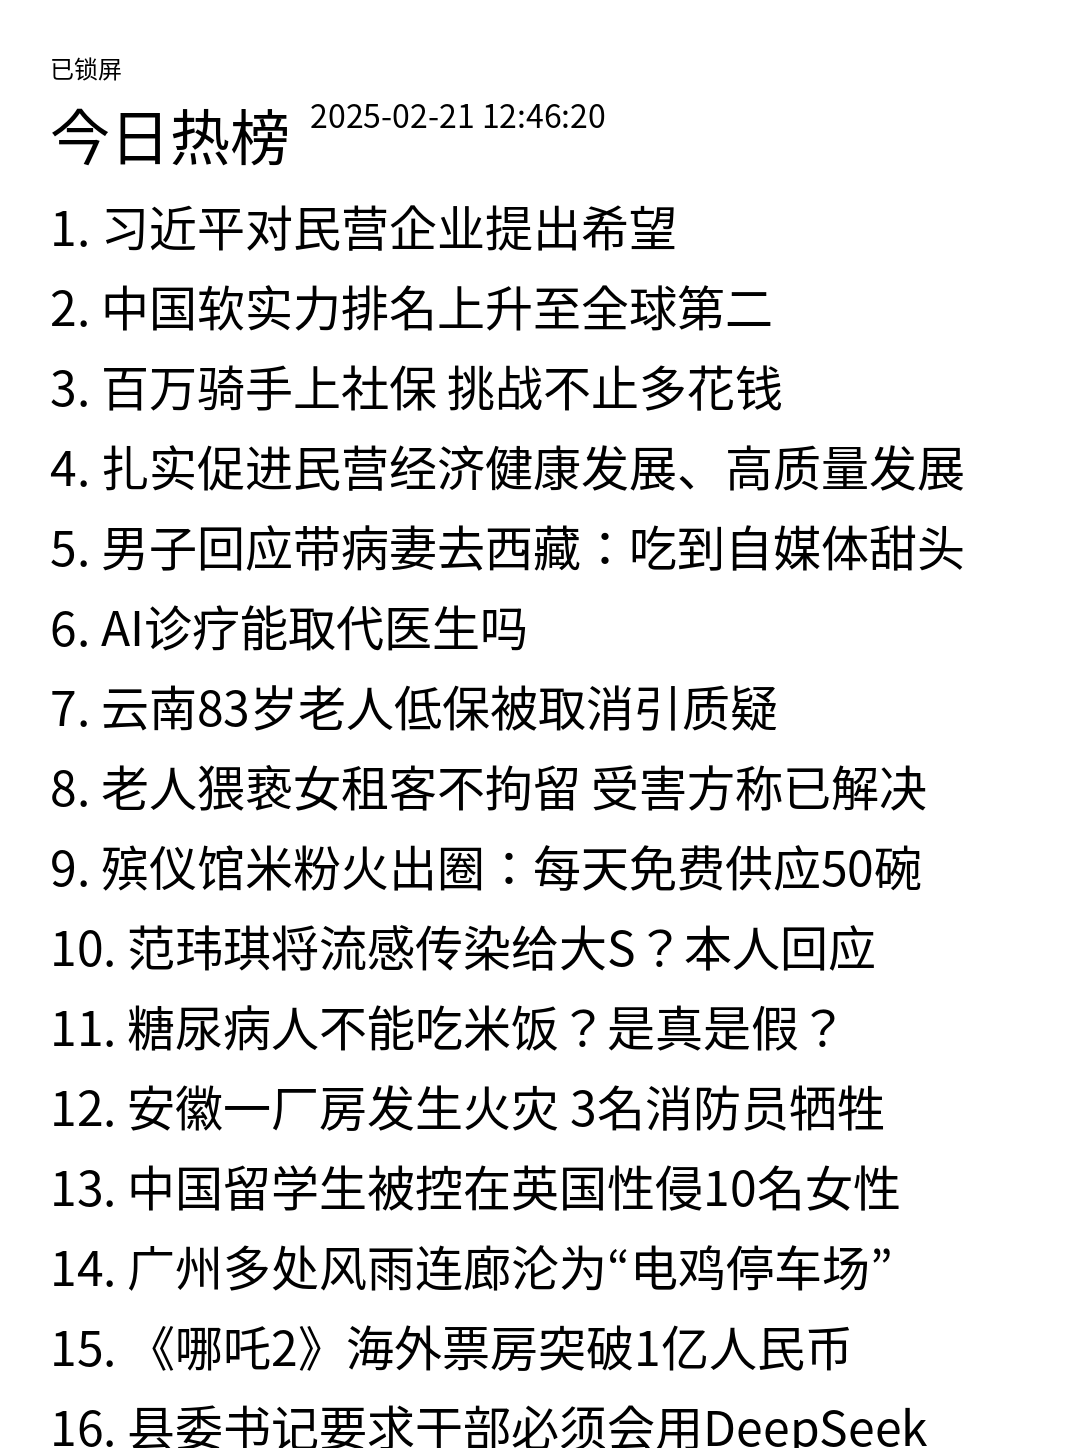 已锁屏
今日热榜 2025-02-21 12:46:20
1. 习近平对民营企业提出希望
2. 中国软实力排名上升至全球第二
3. 百万骑手上社保 挑战不止多花钱
4. 扎实促进民营经济健康发展、高质量发展
5. 男子回应带病妻去西藏：吃到自媒体甜头
6. AI诊疗能取代医生吗
7. 云南83岁老人低保被取消引质疑
8. 老人猥亵女租客不拘留 受害方称已解决
9. 殡仪馆米粉火出圈：每天免费供应50碗
10. 范玮琪将流感传染给大S？本人回应
11. 糖尿病人不能吃米饭？是真是假？
12. 安徽一厂房发生火灾 3名消防员牺牲
13. 中国留学生被控在英国性侵10名女性
14. 广州多处风雨连廊沦为“电鸡停车场”
15. 《哪吒2》海外票房突破1亿人民币
16. 县委书记要求干部必须会用DeepSeek